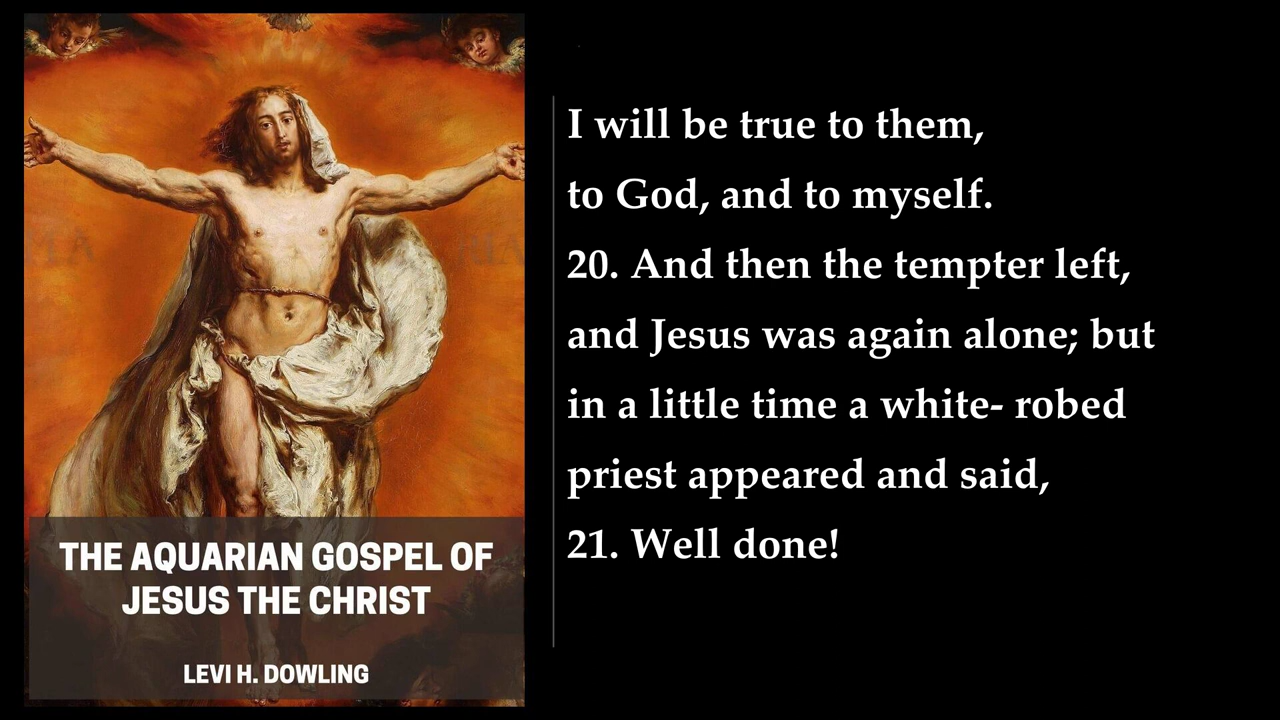 THE AQUARIAN GOSPEL OF
JESUS THE CHRIST
LEVI H. DOWLING
I will be true to them,
to God, and to myself.
20. And then the tempter left,
and Jesus was again alone; but
in a little time a white- robed
priest appeared and said,
21. Well done!